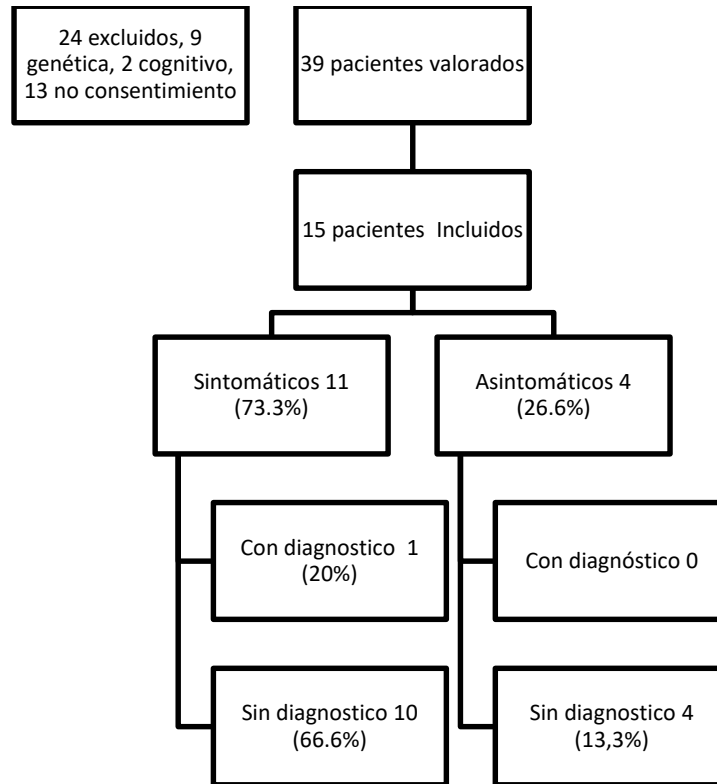 24 excluidos, 9
genética, 2 cognitivo,
13 no consentimiento
39 pacientes valorados
15 pacientes Incluidos
Sintomáticos 11
(73.3%)
Asintomáticos 4
(26.6%)
Con diagnostico 1
(20%)
Con diagnóstico 0
Sin diagnostico 10
(66.6%)
Sin diagnostico 4
(13,3%)